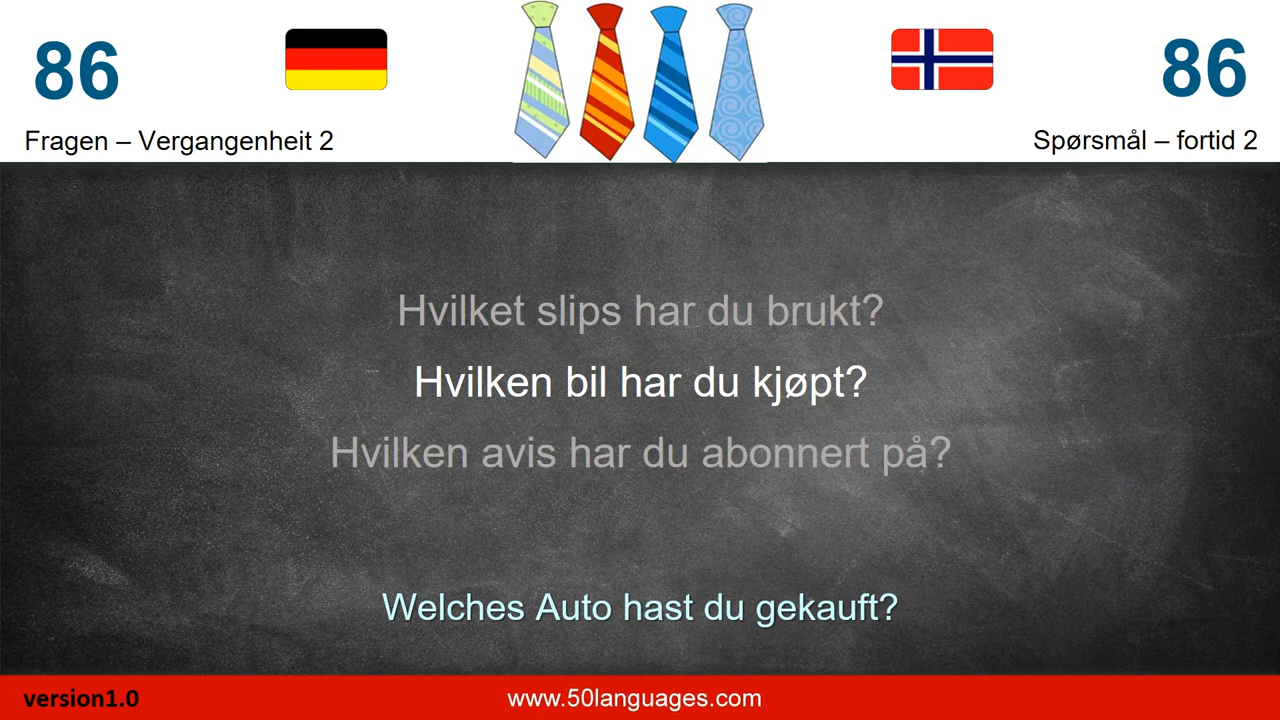 86
86
Fragen – Vergangenheit 2
Spørsmål – fortid 2
Hvilket slips har du brukt?
Hvilken bil har du kjøpt?
Hvilken avis har du abonnert på?
Welches Auto hast du gekauft?
version1.0
www.50languages.com